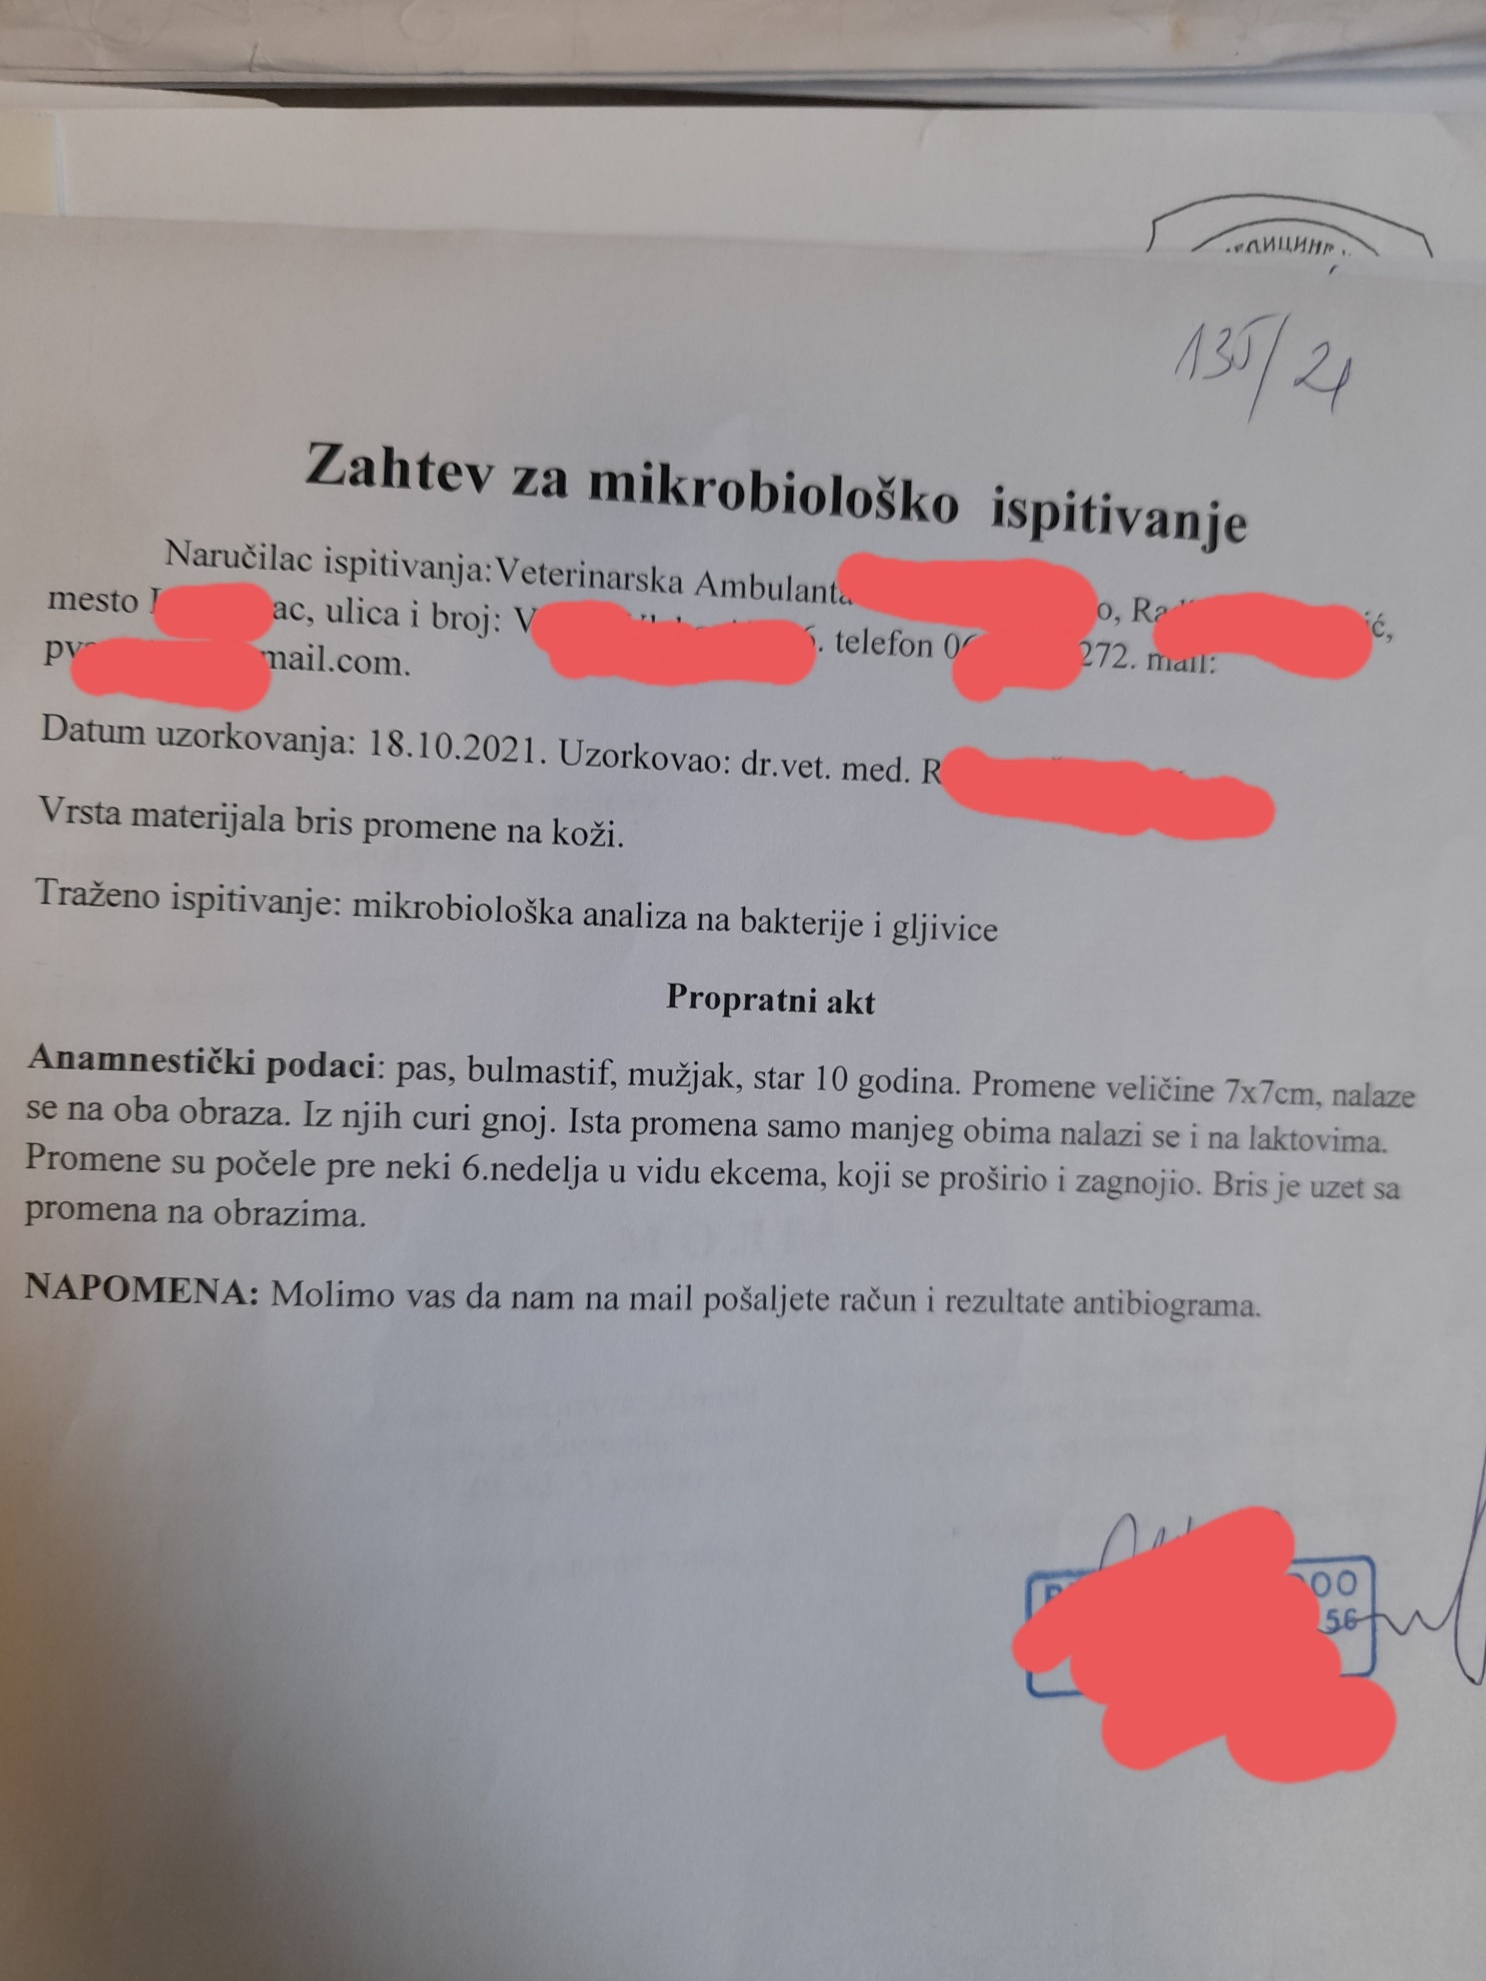 135/21
Zahtev za mikrobiološko ispitivanje
Naručilac ispitivanja:Veterinarska Ambulanta
mesto ac, ulica i broj: telefon 272. mail:
mail.com.
Datum uzorkovanja: 18.10.2021. Uzorkovao: dr.vet. med. R
Vrsta materijala bris promene na koži.
Traženo ispitivanje: mikrobiološka analiza na bakterije i gljivice
Propratni akt
Anamnestički podaci: pas, bulmastif, mužjak, star 10 godina. Promene veličine 7x7cm, nalaze
se na oba obraza. Iz njih curi gnoj. Ista promena samo manjeg obima nalazi se i na laktovima.
Promene su počele pre neki 6.nedelja u vidu ekcema, koji se proširio i zagnojio. Bris je uzet sa
promena na obrazima.
NAPOMENA: Molimo vas da nam na mail pošaljete račun i rezultate antibiograma.
56